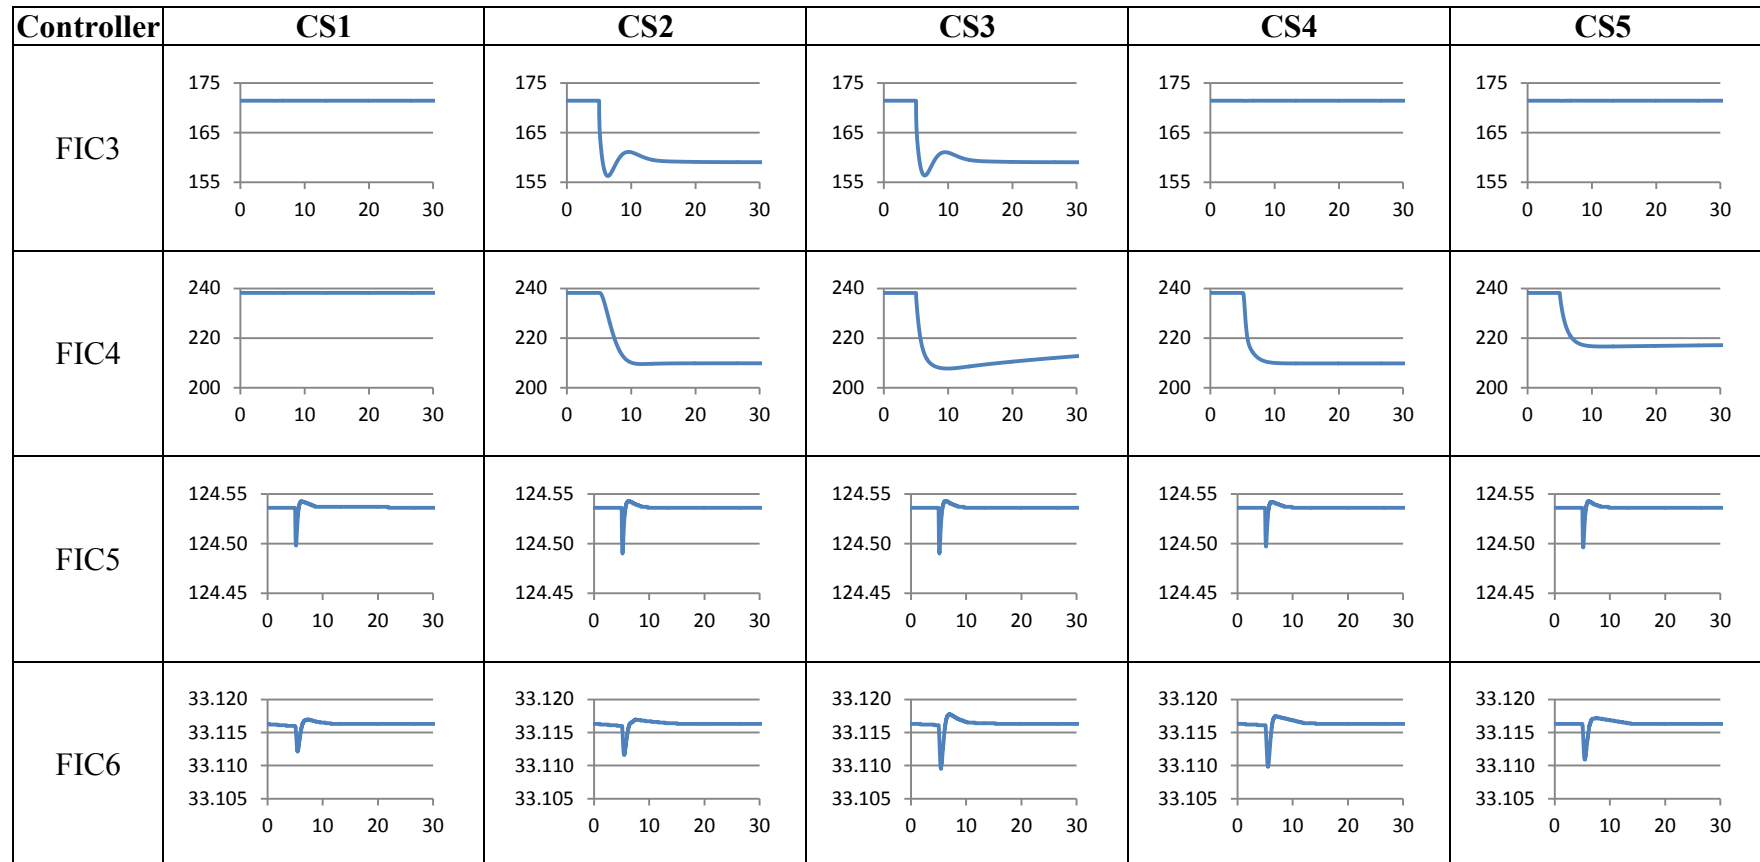 Controller CS1 CS2 CS3 CS4 CS5
175 175 175 175 175
165 165 165 165 165
FIC3
155 155 155 155 155
0 10 20 30 0 10 20 30 0 10 20 30 0 10 20 30 0 10 20 30
240 240 240 240 240
220 220 220 220 220
FIC4
200 200 200 200 200
0 10 20 30 0 10 20 30 0 10 20 30 0 10 20 30 0 10 20 30
124.55 124.55 124.55 124.55 124.55
124.50 124.50 124.50 124.50 124.50
FIC5
124.45 124.45 124.45 124.45 124.45
0 10 20 30 0 10 20 30 0 10 20 30 0 10 20 30 0 10 20 30
33.120 33.120 33.120 33.120 33.120
33.115 33.115 33.115 33.115 33.115
FIC6
33.110 33.110 33.110 33.110 33.110
33.105 33.105 33.105 33.105 33.105
0 10 20 30 0 10 20 30 0 10 20 30 0 10 20 30 0 10 20 30